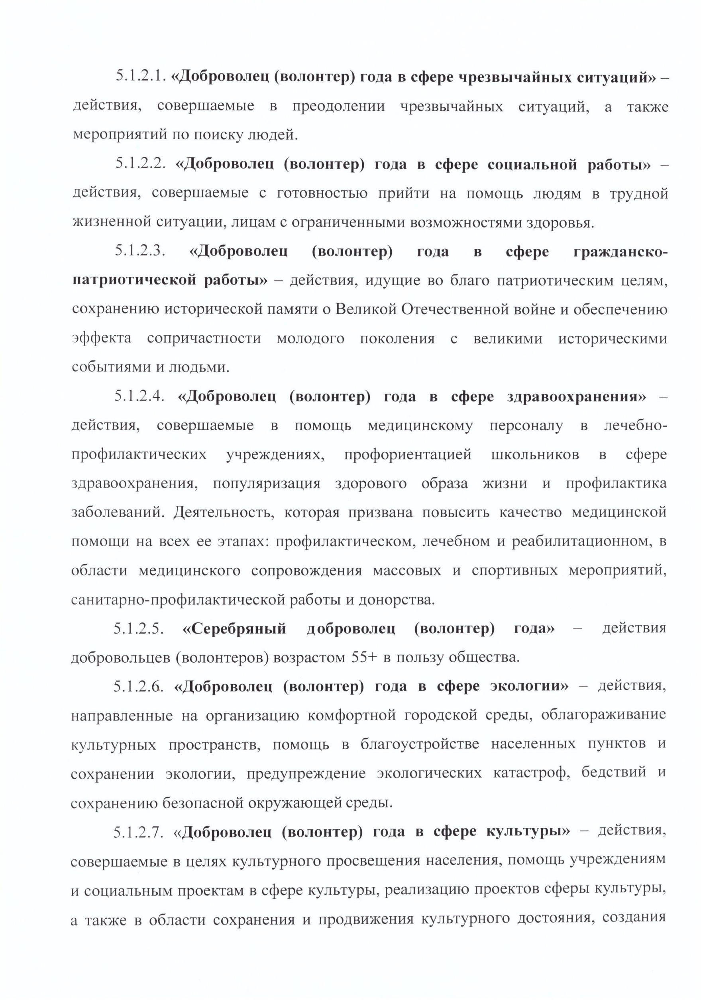 5.1.2.1. «Доброволец (волонтер) года в сфере чрезвычайных ситуаций» –
действия, совершаемые в преодолении чрезвычайных ситуаций, а также
мероприятий по поиску людей.
5.1.2.2. «Доброволец (волонтер) года в сфере социальной работы» –
действия, совершаемые с готовностью прийти на помощь людям в трудной
жизненной ситуации, лицам с ограниченными возможностями здоровья.
5.1.2.3. «Доброволец (волонтер) года в сфере гражданско-
патриотической работы» – действия, идущие во благо патриотическим целям,
сохранению исторической памяти о Великой Отечественной войне и обеспечению
эффекта сопричастности молодого поколения с великими историческими
событиями и людьми.
5.1.2.4. «Доброволец (волонтер) года в сфере здравоохранения» –
действия, совершаемые в помощь медицинскому персоналу в лечебно-
профилактических учреждениях, профориентацией школьников в сфере
здравоохранения, популяризация здорового образа жизни и профилактика
заболеваний. Деятельность, которая призвана повысить качество медицинской
помощи на всех ее этапах: профилактическом, лечебном и реабилитационном, в
области медицинского сопровождения массовых и спортивных мероприятий,
санитарно-профилактической работы и донорства.
5.1.2.5. «Серебряный доброволец (волонтер) года» – действия
добровольцев (волонтеров) возрастом 55+ в пользу общества.
5.1.2.6. «Доброволец (волонтер) года в сфере экологии» – действия,
направленные на организацию комфортной городской среды, облагораживание
культурных пространств, помощь в благоустройстве населенных пунктов и
сохранении экологии, предупреждение экологических катастроф, бедствий и
сохранению безопасной окружающей среды.
5.1.2.7. «Доброволец (волонтер) года в сфере культуры» – действия,
совершаемые в целях культурного просвещения населения, помощь учреждениям
и социальным проектам в сфере культуры, реализацию проектов сферы культуры,
а также в области сохранения и продвижения культурного достояния, создания